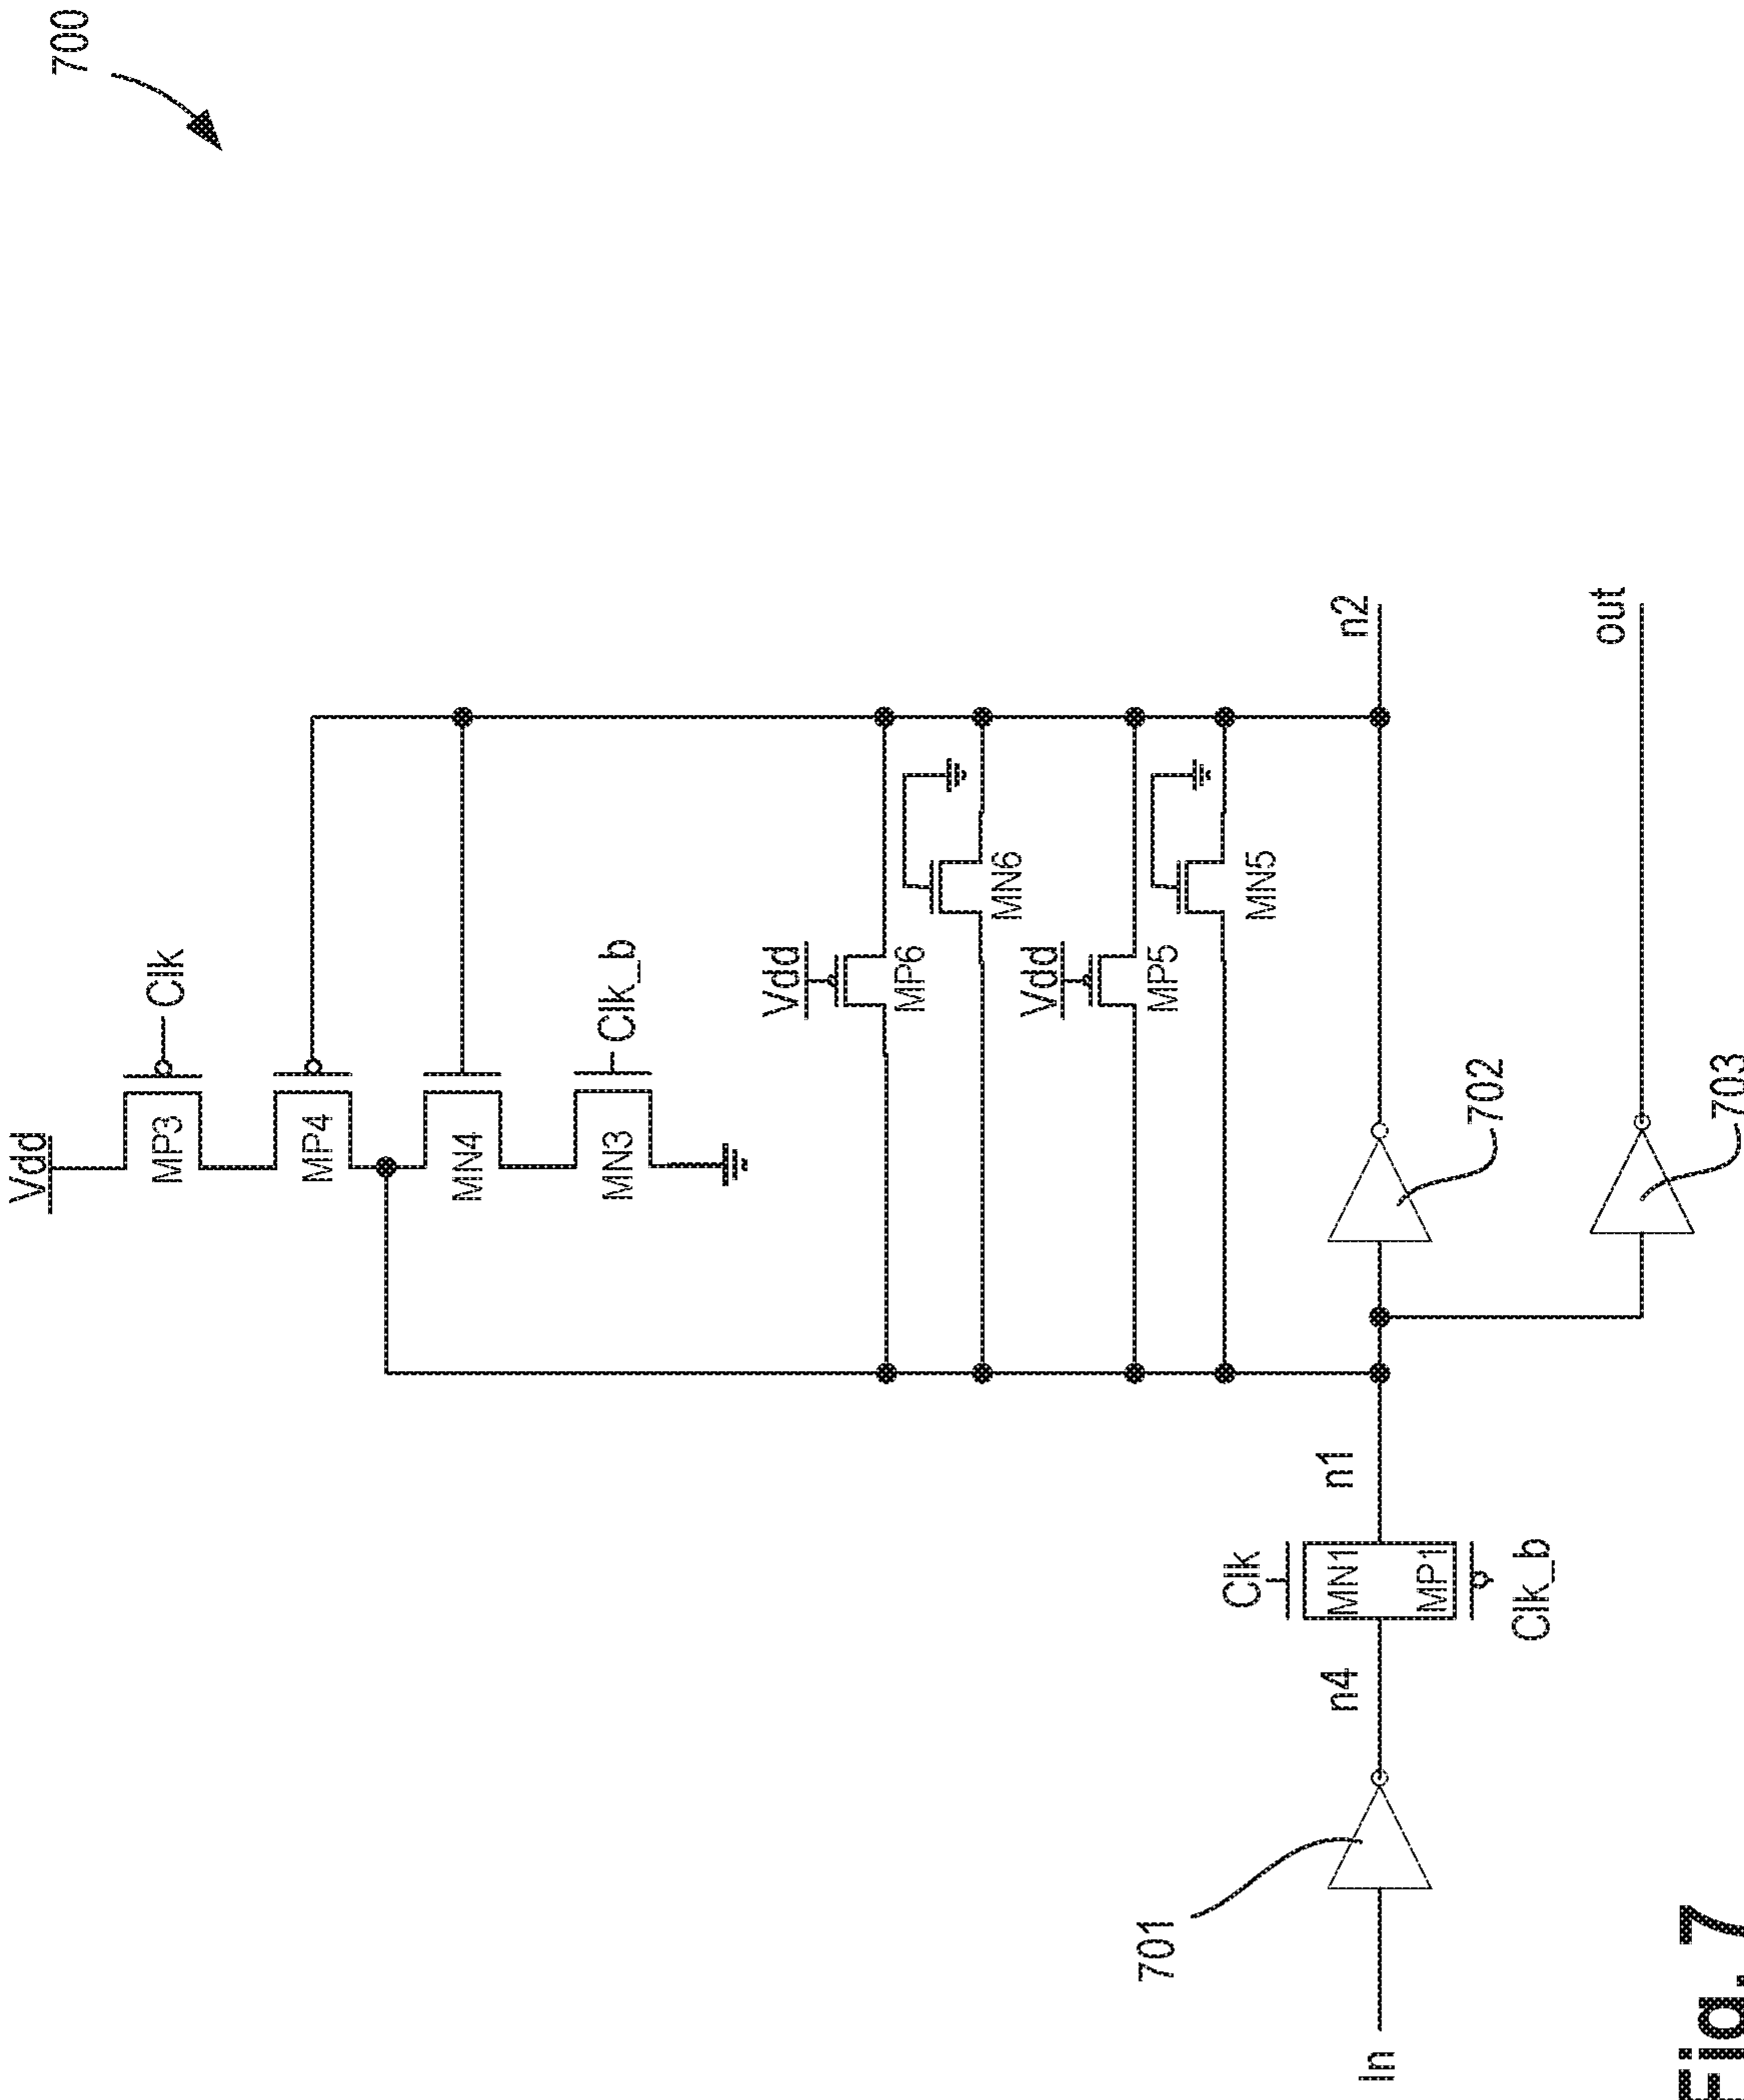 700
Vdd
Clk
MP3
MP4
MN4
MN3
Clk_b
Vdd
MP6
MN6
Vdd
MP5
MN5
n2
out
702
703
n1
Clk
MN1
MP1
Clk_b
n4
701
In
Fig. 7